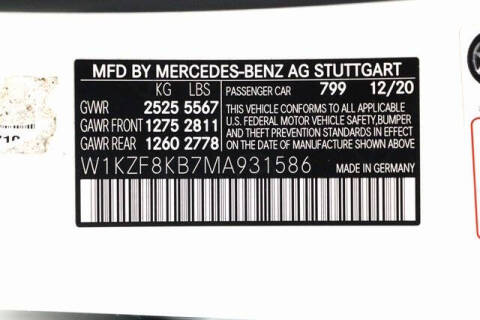 MFD BY MERCEDES-BENZ AG STUTTGART
KG LBS PASSENGER CAR 799 12/20
GVWR 2525 5567 THIS VEHICLE CONFORMS TO ALL APPLICABLE
GAWR FRONT 1275 2811 U.S. FEDERAL MOTOR VEHICLE SAFETY,BUMPER
AND THEFT PREVENTION STANDARDS IN EFFECT
GAWR REAR 1260 2778 ON THE DATE OF MANUFACTURE SHOWN ABOVE.
W1KZF8KB7MA931586 MADE IN GERMANY